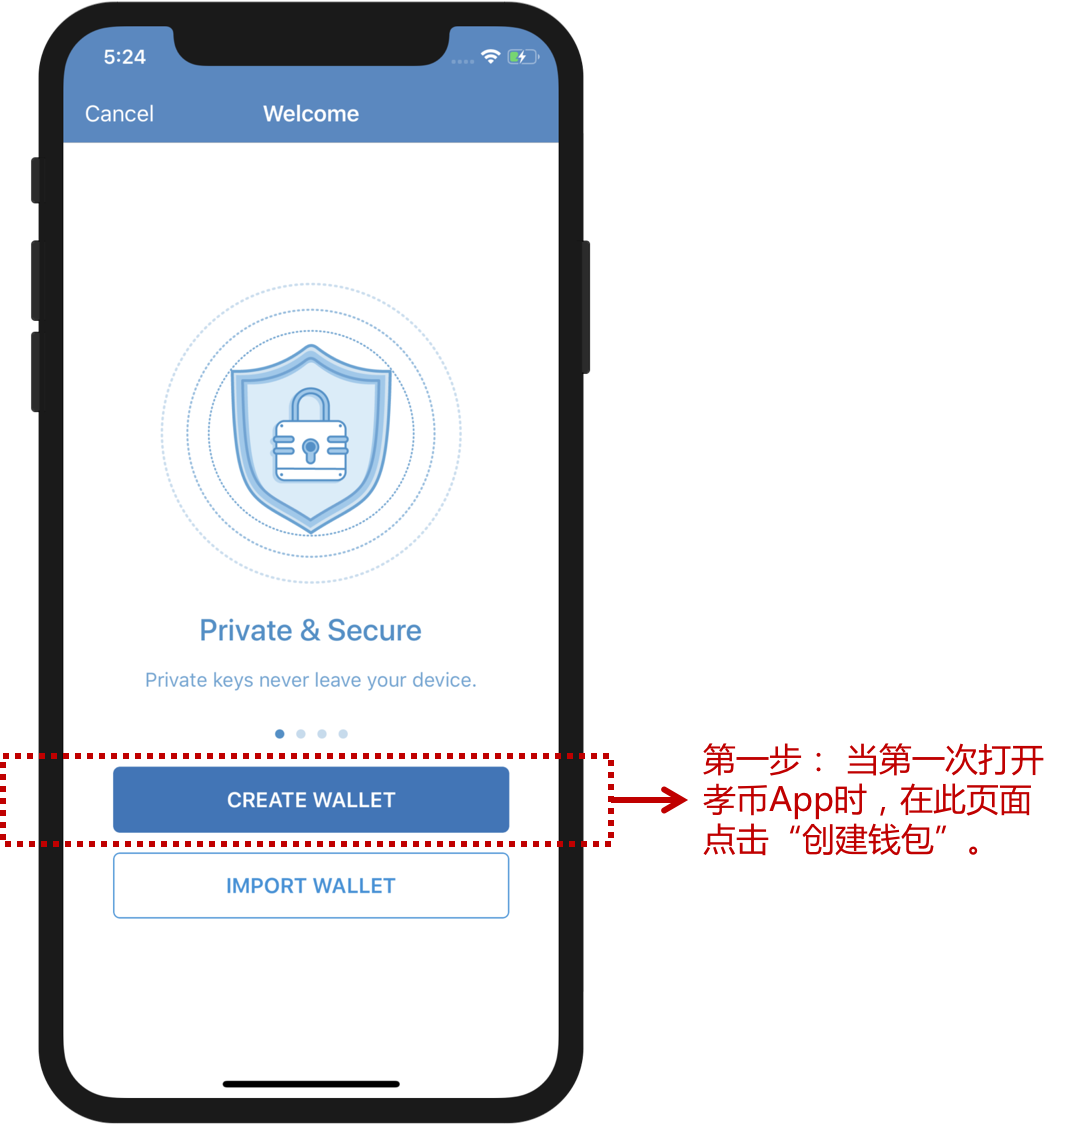 5:24
Cancel
Welcome
Private & Secure
Private keys never leave your device.
CREATE WALLET
IMPORT WALLET
第一步： 当第一次打开
孝币App时，在此页面
点击“创建钱包”。